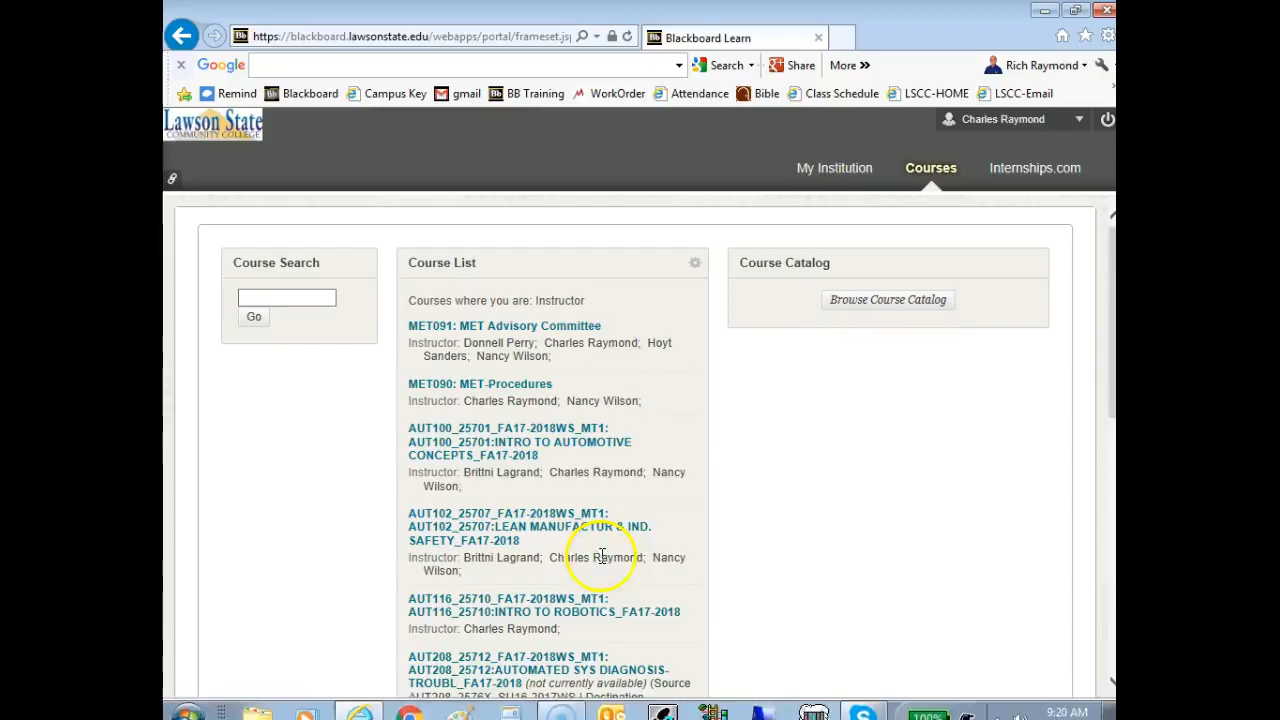 https://blackboard.lawsonstate.edu/webapps/portal/frameset.jsp
Bb Blackboard Learn
Google Search Share More » Rich Raymond
Remind Bb Blackboard Campus Key gmail Bb BB Training WorkOrder Attendance Bible Class Schedule LSCC-HOME LSCC-Email
Lawson State
COMMUNITY COLLEGE
Charles Raymond
My Institution Courses Internships.com
Course Search
Go
Course List
Courses where you are: Instructor
MET091: MET Advisory Committee
Instructor: Donnell Perry; Charles Raymond; Hoyt
Sanders; Nancy Wilson;
MET090: MET-Procedures
Instructor: Charles Raymond; Nancy Wilson;
AUT100_25701_FA17-2018WS_MT1:
AUT100_25701:INTRO TO AUTOMOTIVE
CONCEPTS_FA17-2018
Instructor: Brittni Lagrand; Charles Raymond; Nancy
Wilson;
AUT102_25707_FA17-2018WS_MT1:
AUT102_25707:LEAN MANUFACTUR & IND.
SAFETY_FA17-2018
Instructor: Brittni Lagrand; Charles Raymond; Nancy
Wilson;
AUT116_25710_FA17-2018WS_MT1:
AUT116_25710:INTRO TO ROBOTICS_FA17-2018
Instructor: Charles Raymond;
AUT208_25712_FA17-2018WS_MT1:
AUT208_25712:AUTOMATED SYS DIAGNOSIS-
TROUBL_FA17-2018 (not currently available) (Source
AUT208_2576X_SU16-2017WS | Destination
Course Catalog
Browse Course Catalog
100%
9:20 AM